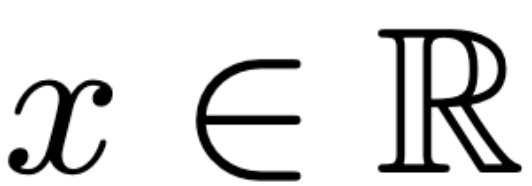 x ∈ ℝ